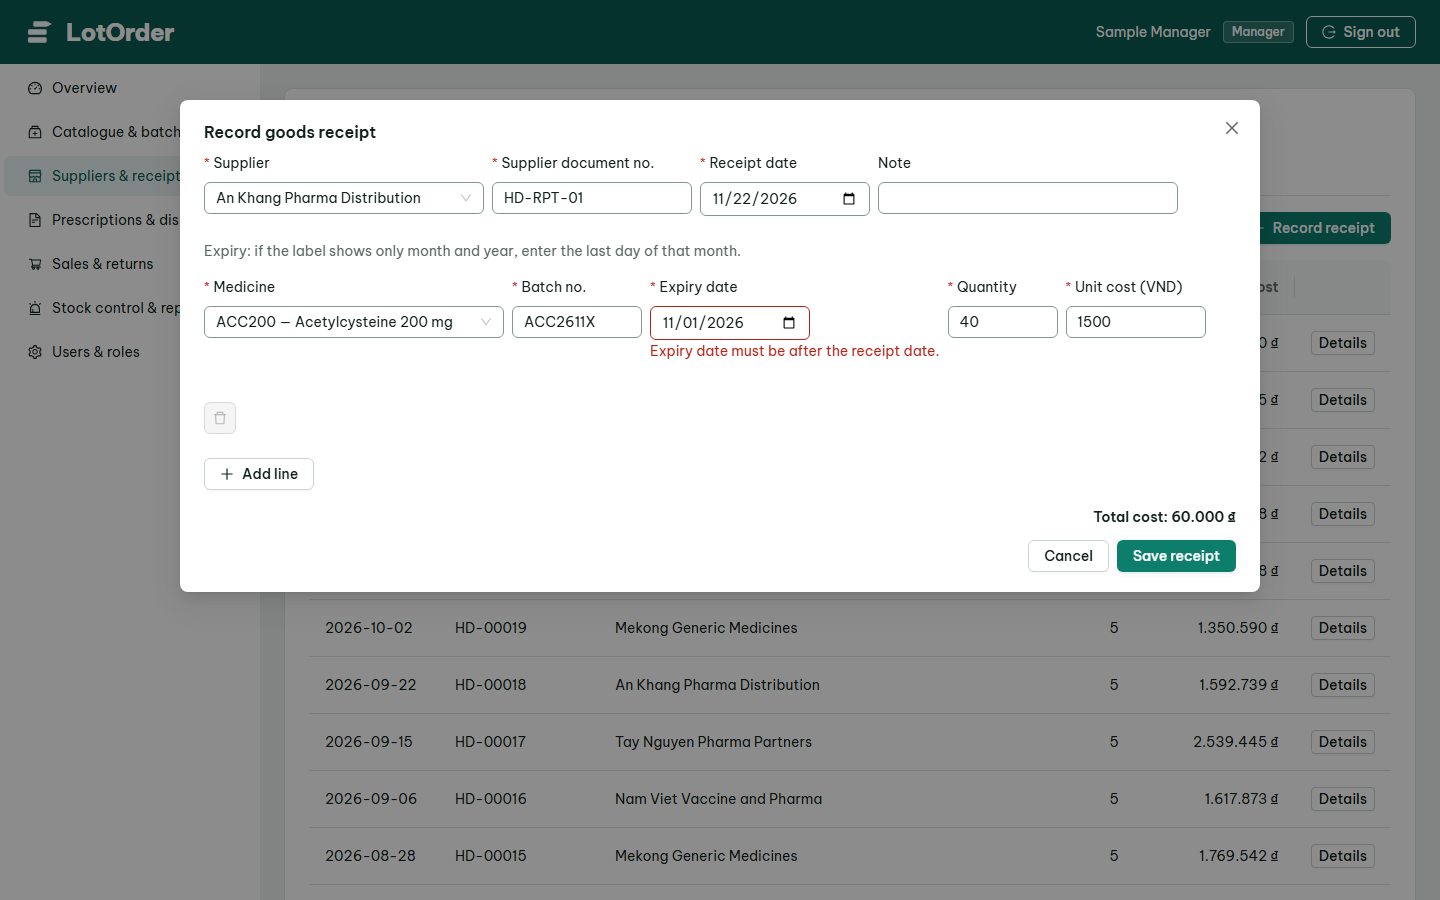 LotOrder
Sample Manager
Manager
Sign out
Overview
Catalogue & batch
Suppliers & receipt
Prescriptions & dis
Sales & returns
Stock control & rep
Users & roles
Record receipt
Record goods receipt
* Supplier
* Supplier document no.
* Receipt date
Note
An Khang Pharma Distribution
HD-RPT-01
11/22/2026
Expiry: if the label shows only month and year, enter the last day of that month.
* Medicine
* Batch no.
* Expiry date
* Quantity
* Unit cost (VND)
ACC200 — Acetylcysteine 200 mg
ACC2611X
11/01/2026
40
1500
Expiry date must be after the receipt date.
Add line
Total cost: 60.000 ₫
Cancel
Save receipt
ost
0 ₫ Details
5 ₫ Details
2 ₫ Details
8 ₫ Details
8 ₫ Details
2026-10-02 HD-00019 Mekong Generic Medicines 5 1.350.590 ₫ Details
2026-09-22 HD-00018 An Khang Pharma Distribution 5 1.592.739 ₫ Details
2026-09-15 HD-00017 Tay Nguyen Pharma Partners 5 2.539.445 ₫ Details
2026-09-06 HD-00016 Nam Viet Vaccine and Pharma 5 1.617.873 ₫ Details
2026-08-28 HD-00015 Mekong Generic Medicines 5 1.769.542 ₫ Details